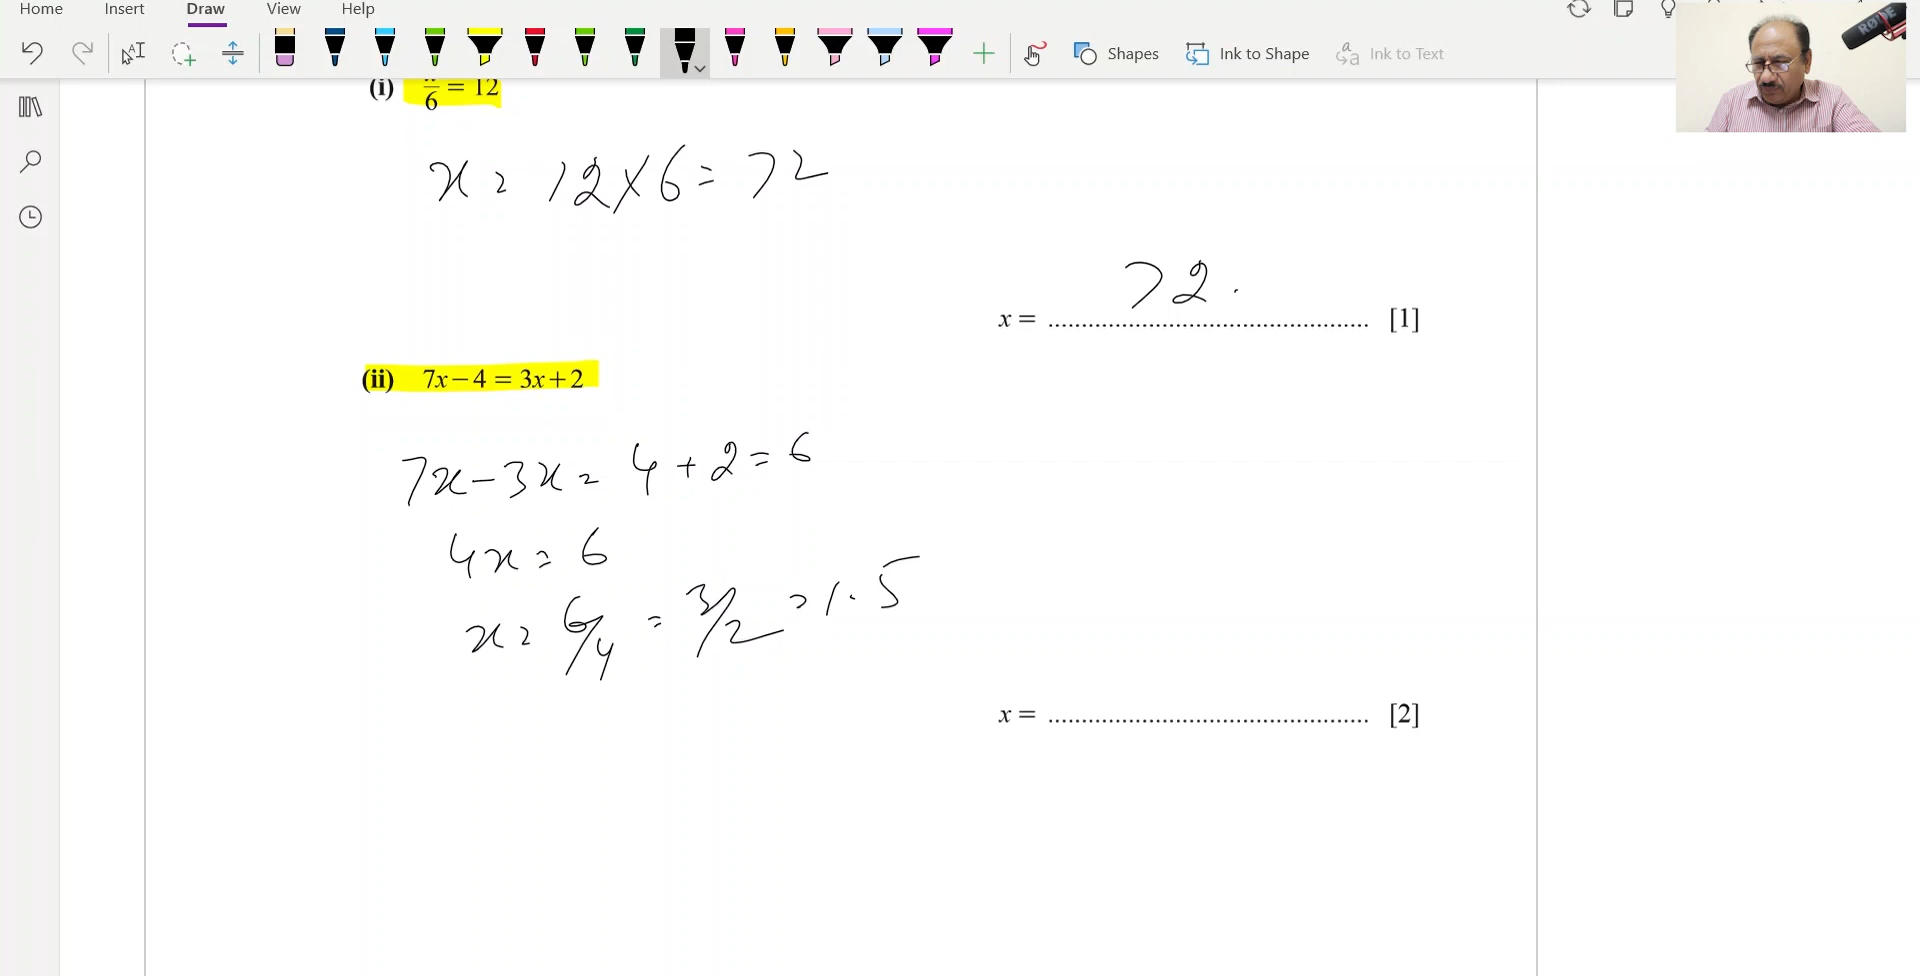 Home Insert Draw View Help
Shapes Ink to Shape Ink to Text
RØDE
(i) x/6 = 12
x = 12 × 6 = 72
72.
x = ................................................ [1]
(ii) 7x − 4 = 3x + 2
7x − 3x = 4 + 2 = 6
4x = 6
x = 6/4 = 3/2 = 1.5
x = ................................................ [2]